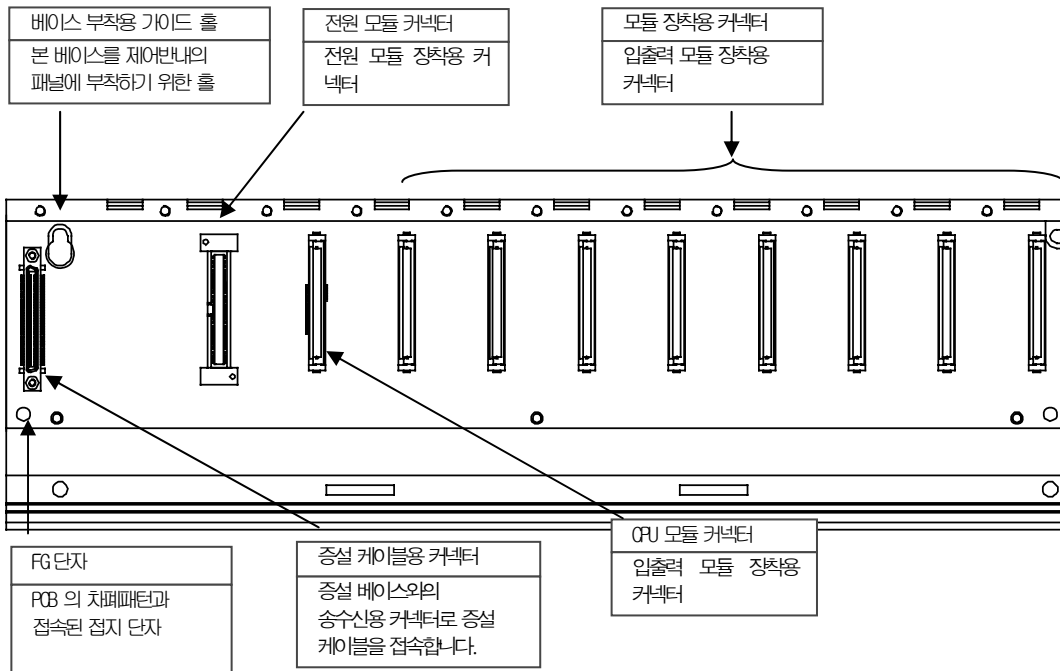 베이스 부착용 가이드 홀
본 베이스를 제어반내의
패널에 부착하기 위한 홀
전원 모듈 커넥터
전원 모듈 장착용 커
넥터
모듈 장착용 커넥터
입출력 모듈 장착용
커넥터
FG 단자
PCB 의 차폐패턴과
접속된 접지 단자
증설 케이블용 커넥터
증설 베이스와의
송수신용 커넥터로 증설
케이블을 접속합니다.
CPU 모듈 커넥터
입출력 모듈 장착용
커넥터